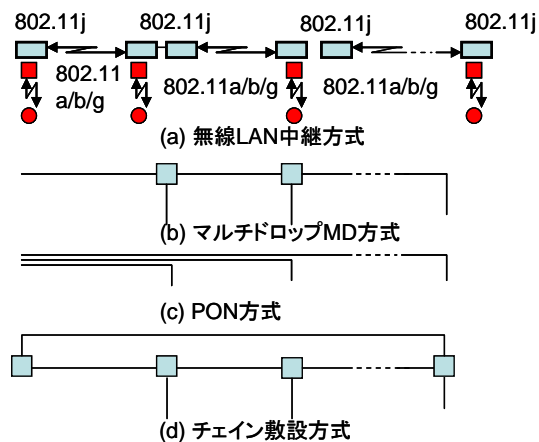 802.11j 802.11j 802.11j 802.11j
802.11 802.11a/b/g 802.11a/b/g
a/b/g
(a) 無線LAN中継方式
(b) マルチドロップMD方式
(c) PON方式
(d) チェイン敷設方式